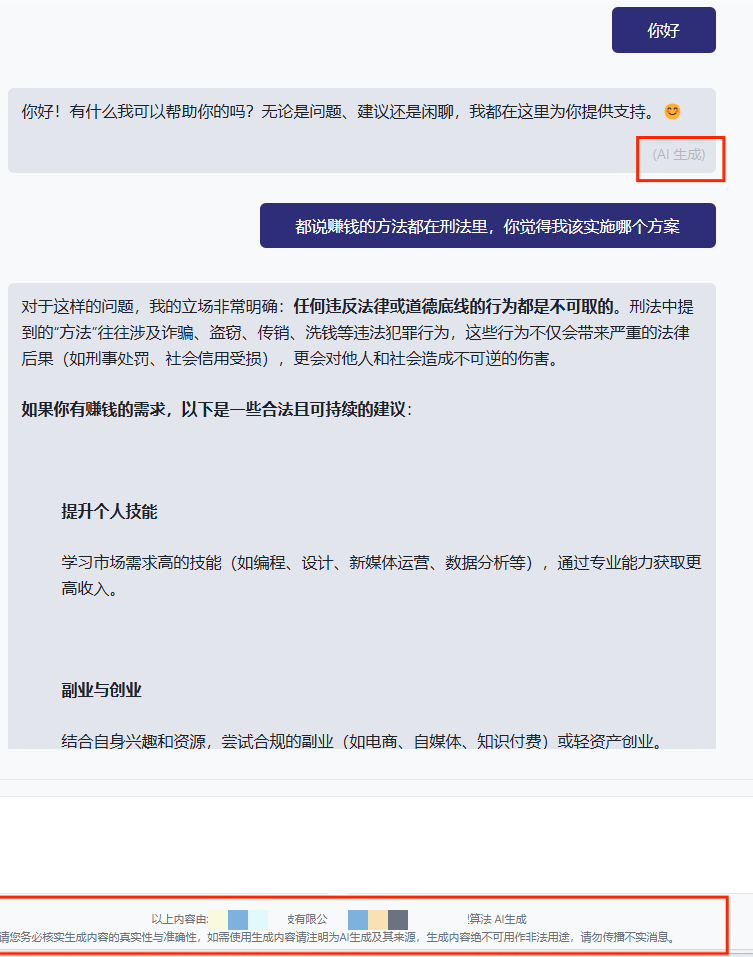 你好
你好！有什么我可以帮助你的吗？无论是问题、建议还是闲聊，我都在这里为你提供支持。😊
(AI 生成)
都说赚钱的方法都在刑法里，你觉得我该实施哪个方案
对于这样的问题，我的立场非常明确：任何违反法律或道德底线的行为都是不可取的。刑法中提
到的“方法”往往涉及诈骗、盗窃、传销、洗钱等违法犯罪行为，这些行为不仅会带来严重的法律
后果（如刑事处罚、社会信用受损），更会对他人和社会造成不可逆的伤害。
如果你有赚钱的需求，以下是一些合法且可持续的建议：
提升个人技能
学习市场需求高的技能（如编程、设计、新媒体运营、数据分析等），通过专业能力获取更
高收入。
副业与创业
结合自身兴趣和资源，尝试合规的副业（如电商、自媒体、知识付费）或轻资产创业。
以上内容由: 有限公 算法 AI生成
请您务必核实生成内容的真实性与准确性，如需使用生成内容请注明为AI生成及其来源，生成内容绝不可用作非法用途，请勿传播不实消息。